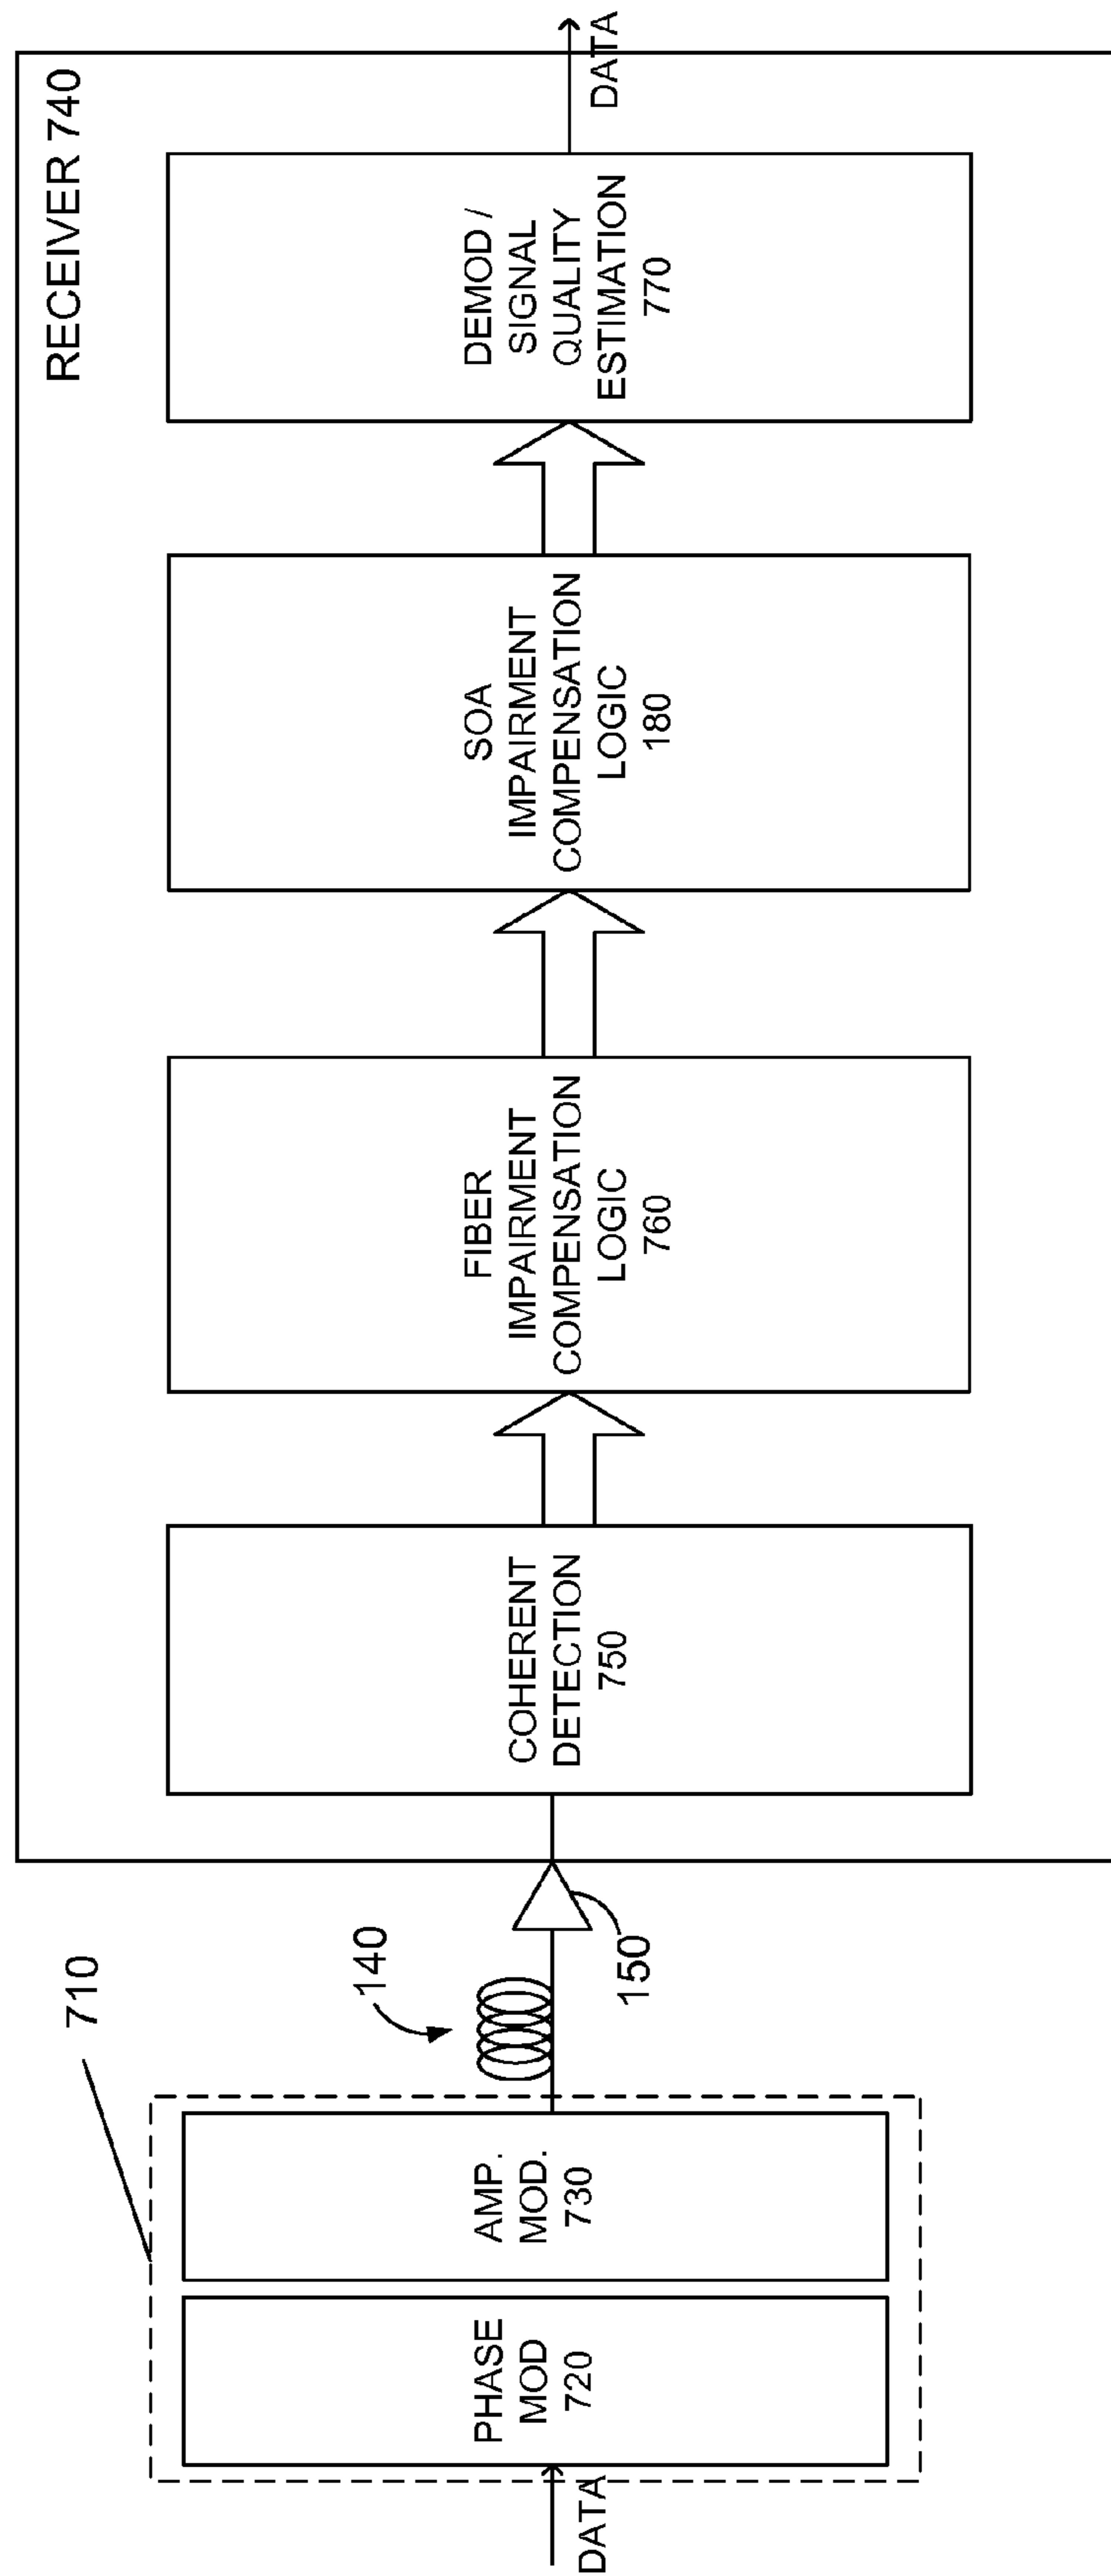 DATA
PHASE
MOD
720
AMP.
MOD.
730
710
140
150
RECEIVER 740
COHERENT
DETECTION
750
FIBER
IMPAIRMENT
COMPENSATION
LOGIC
760
SOA
IMPAIRMENT
COMPENSATION
LOGIC
180
DEMOD /
SIGNAL
QUALITY
ESTIMATION
770
DATA